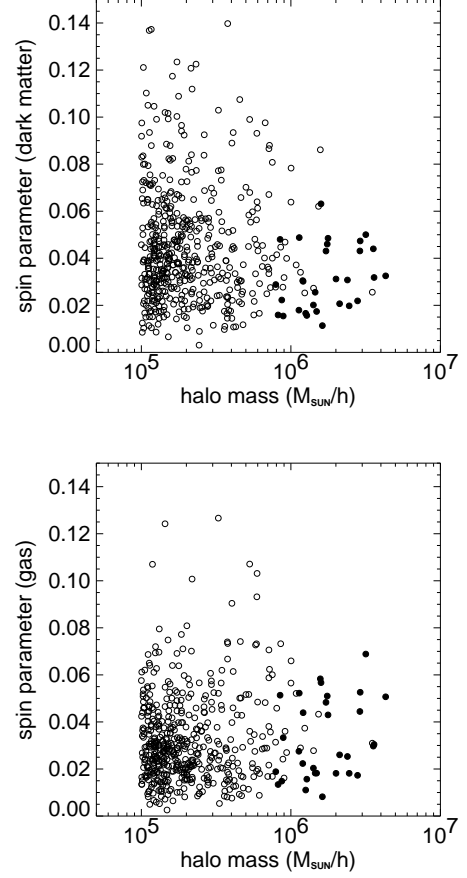 0.14
0.12
0.10
0.08
0.06
0.04
0.02
0.00
spin parameter (dark matter)
10^5 10^6 10^7
halo mass (M_SUN/h)
0.14
0.12
0.10
0.08
0.06
0.04
0.02
0.00
spin parameter (gas)
10^5 10^6 10^7
halo mass (M_SUN/h)